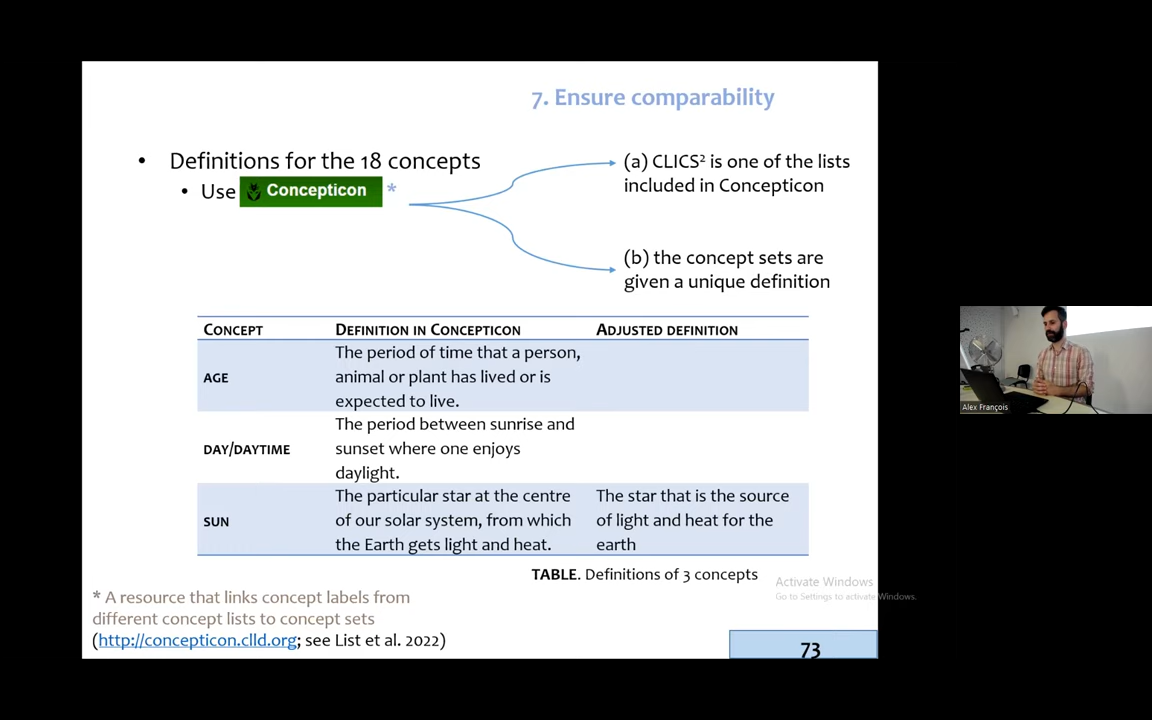 7. Ensure comparability
• Definitions for the 18 concepts
• Use Concepticon *
(a) CLICS² is one of the lists
included in Concepticon
(b) the concept sets are
given a unique definition
CONCEPT DEFINITION IN CONCEPTICON ADJUSTED DEFINITION
AGE
The period of time that a person,
animal or plant has lived or is
expected to live.
DAY/DAYTIME
The period between sunrise and
sunset where one enjoys
daylight.
SUN
The particular star at the centre
of our solar system, from which
the Earth gets light and heat.
The star that is the source
of light and heat for the
earth
TABLE. Definitions of 3 concepts
* A resource that links concept labels from
different concept lists to concept sets
(http://concepticon.clld.org; see List et al. 2022)
Activate Windows
Go to Settings to activate Windows.
73
Alex François